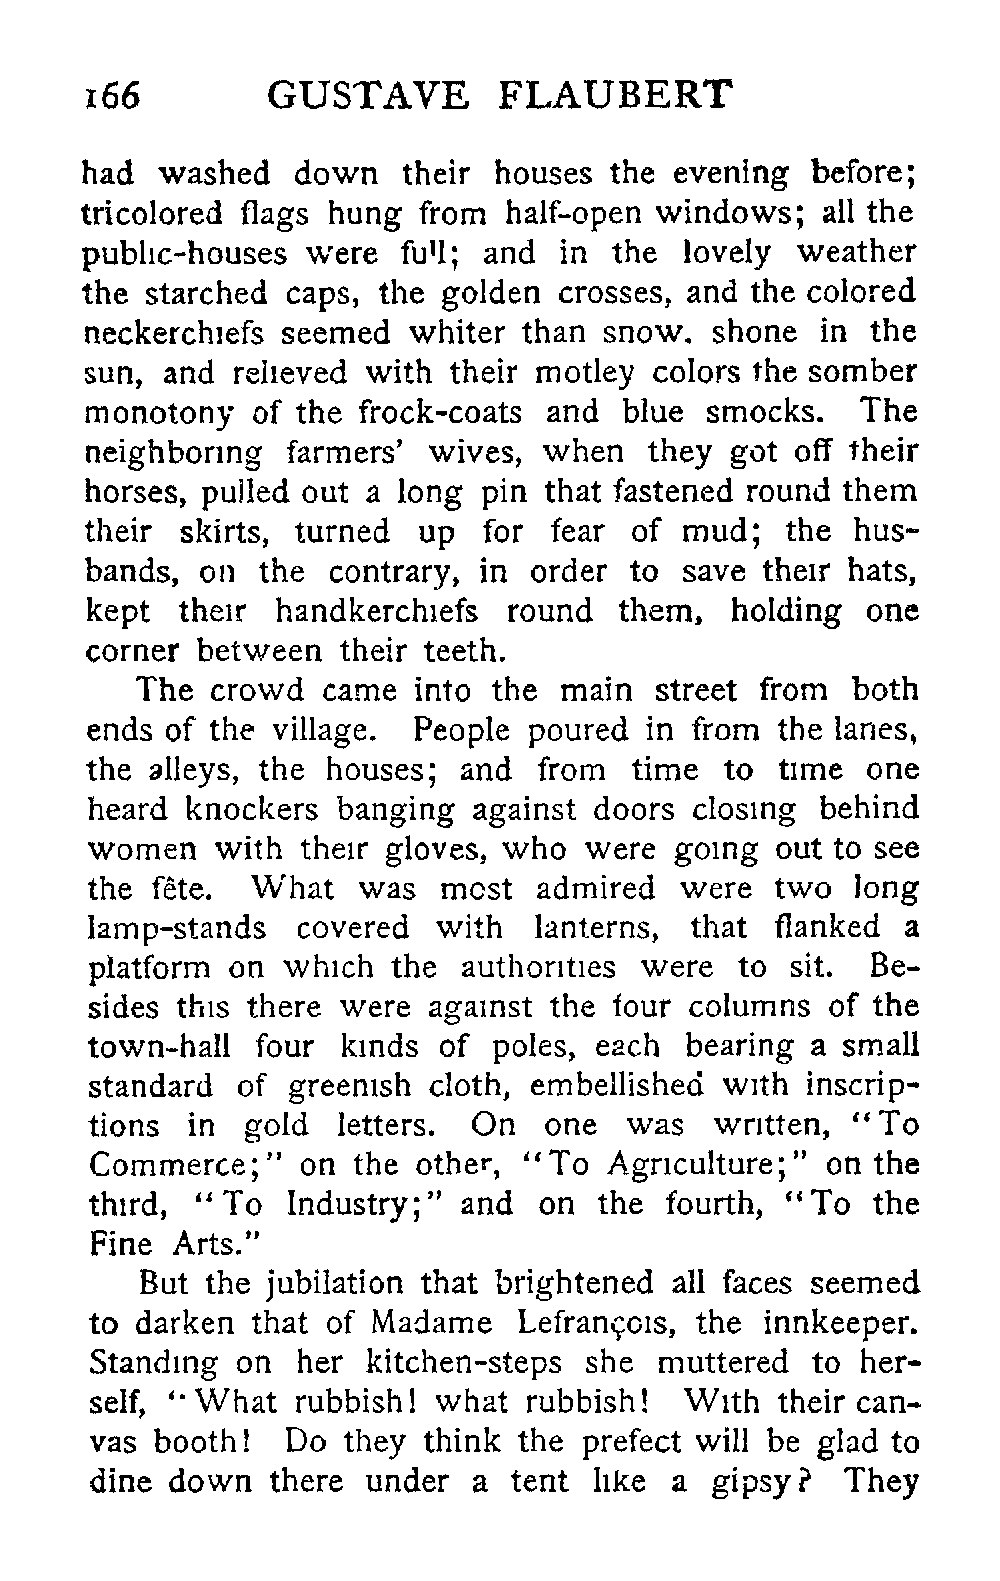 166 GUSTAVE FLAUBERT
had washed down their houses the evening before;
tricolored flags hung from half-open windows; all the
public-houses were full; and in the lovely weather
the starched caps, the golden crosses, and the colored
neckerchiefs seemed whiter than snow. shone in the
sun, and relieved with their motley colors the somber
monotony of the frock-coats and blue smocks. The
neighboring farmers' wives, when they got off their
horses, pulled out a long pin that fastened round them
their skirts, turned up for fear of mud; the hus-
bands, on the contrary, in order to save their hats,
kept their handkerchiefs round them, holding one
corner between their teeth.
The crowd came into the main street from both
ends of the village. People poured in from the lanes,
the alleys, the houses; and from time to time one
heard knockers banging against doors closing behind
women with their gloves, who were going out to see
the fête. What was most admired were two long
lamp-stands covered with lanterns, that flanked a
platform on which the authorities were to sit. Be-
sides this there were against the four columns of the
town-hall four kinds of poles, each bearing a small
standard of greenish cloth, embellished with inscrip-
tions in gold letters. On one was written, "To
Commerce;" on the other, "To Agriculture;" on the
third, "To Industry;" and on the fourth, "To the
Fine Arts."
But the jubilation that brightened all faces seemed
to darken that of Madame Lefrançois, the innkeeper.
Standing on her kitchen-steps she muttered to her-
self, "What rubbish! what rubbish! With their can-
vas booth! Do they think the prefect will be glad to
dine down there under a tent like a gipsy? They